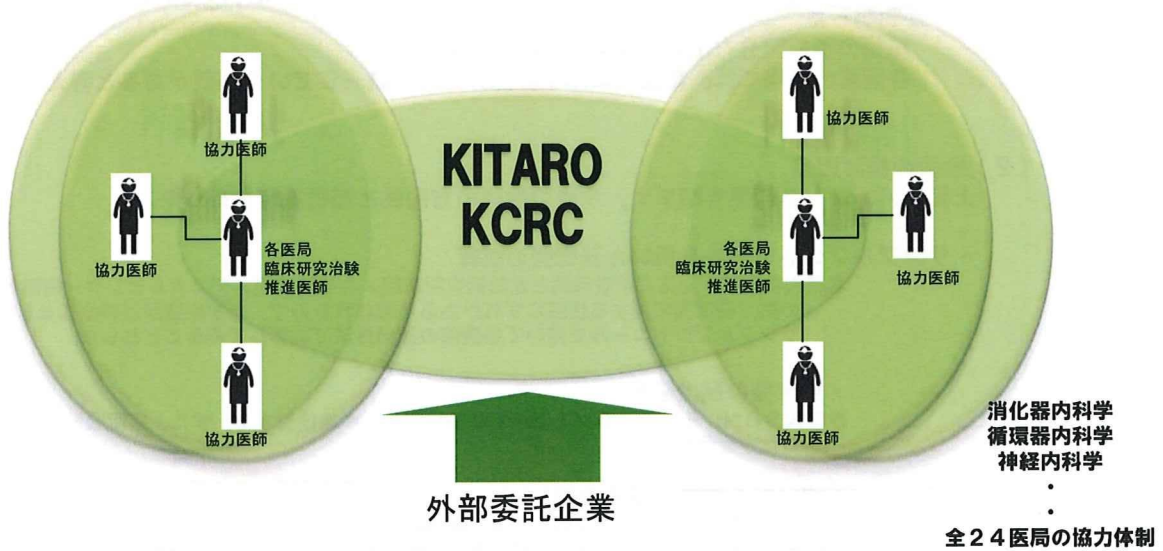 協力医師
協力医師
各医局
臨床研究治験
推進医師
協力医師
KITARO
KCRC
協力医師
各医局
臨床研究治験
推進医師
協力医師
協力医師
外部委託企業
消化器内科学
循環器内科学
神経内科学
・
・
全24医局の協力体制